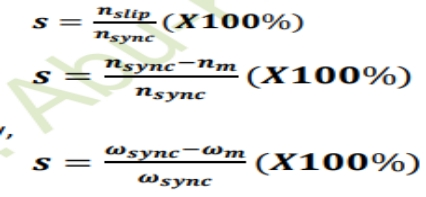 s = n_slip / n_sync (X100%)
s = n_sync − n_m / n_sync (X100%)
s = ω_sync − ω_m / ω_sync (X100%)